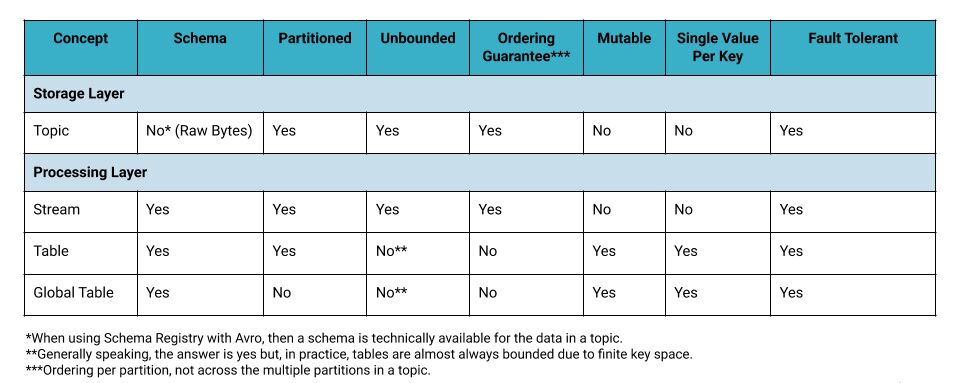 Concept Schema Partitioned Unbounded Ordering Guarantee*** Mutable Single Value Per Key Fault Tolerant
Storage Layer
Topic No* (Raw Bytes) Yes Yes Yes No No Yes
Processing Layer
Stream Yes Yes Yes Yes No No Yes
Table Yes Yes No** No Yes Yes Yes
Global Table Yes No No** No Yes Yes Yes
*When using Schema Registry with Avro, then a schema is technically available for the data in a topic.
**Generally speaking, the answer is yes but, in practice, tables are almost always bounded due to finite key space.
***Ordering per partition, not across the multiple partitions in a topic.